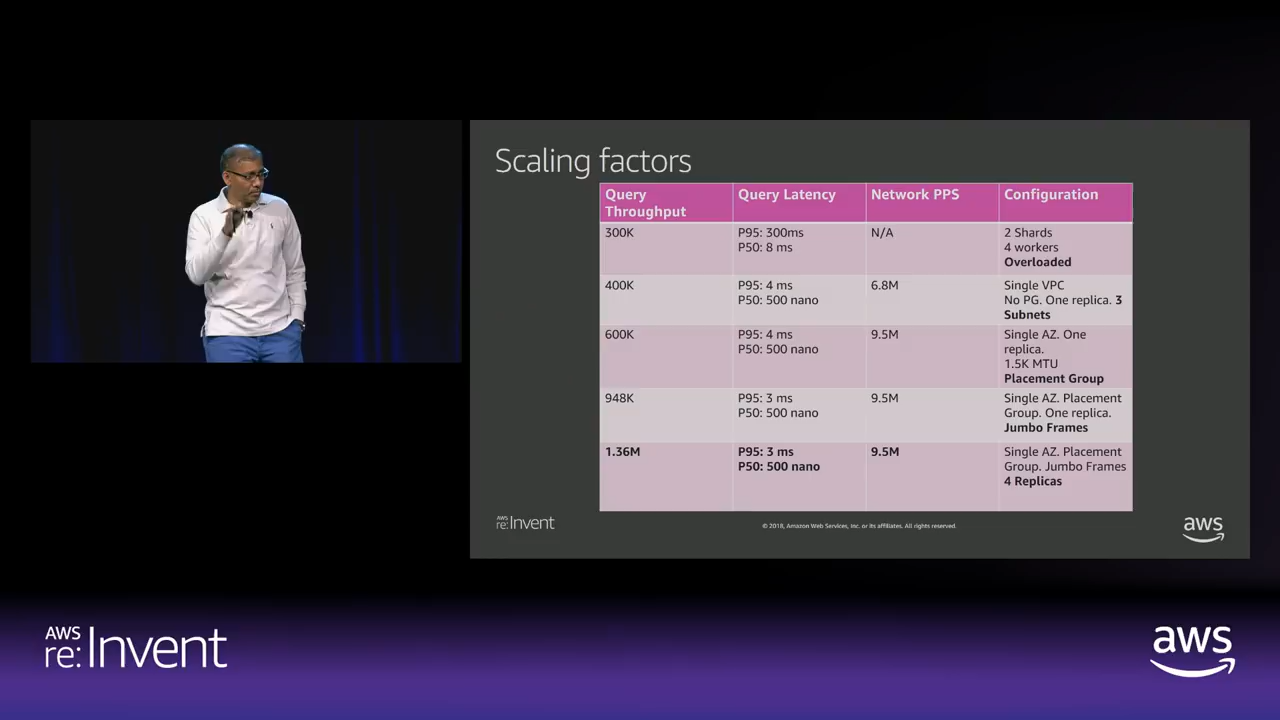 Scaling factors
Query Throughput
Query Latency
Network PPS
Configuration
300K
P95: 300ms
P50: 8 ms
N/A
2 Shards
4 workers
Overloaded
400K
P95: 4 ms
P50: 500 nano
6.8M
Single VPC
No PG. One replica. 3
Subnets
600K
P95: 4 ms
P50: 500 nano
9.5M
Single AZ. One
replica.
1.5K MTU
Placement Group
948K
P95: 3 ms
P50: 500 nano
9.5M
Single AZ. Placement
Group. One replica.
Jumbo Frames
1.36M
P95: 3 ms
P50: 500 nano
9.5M
Single AZ. Placement
Group. Jumbo Frames
4 Replicas
AWS
re:Invent
© 2018, Amazon Web Services, Inc. or its affiliates. All rights reserved.
aws
AWS
re:Invent
aws